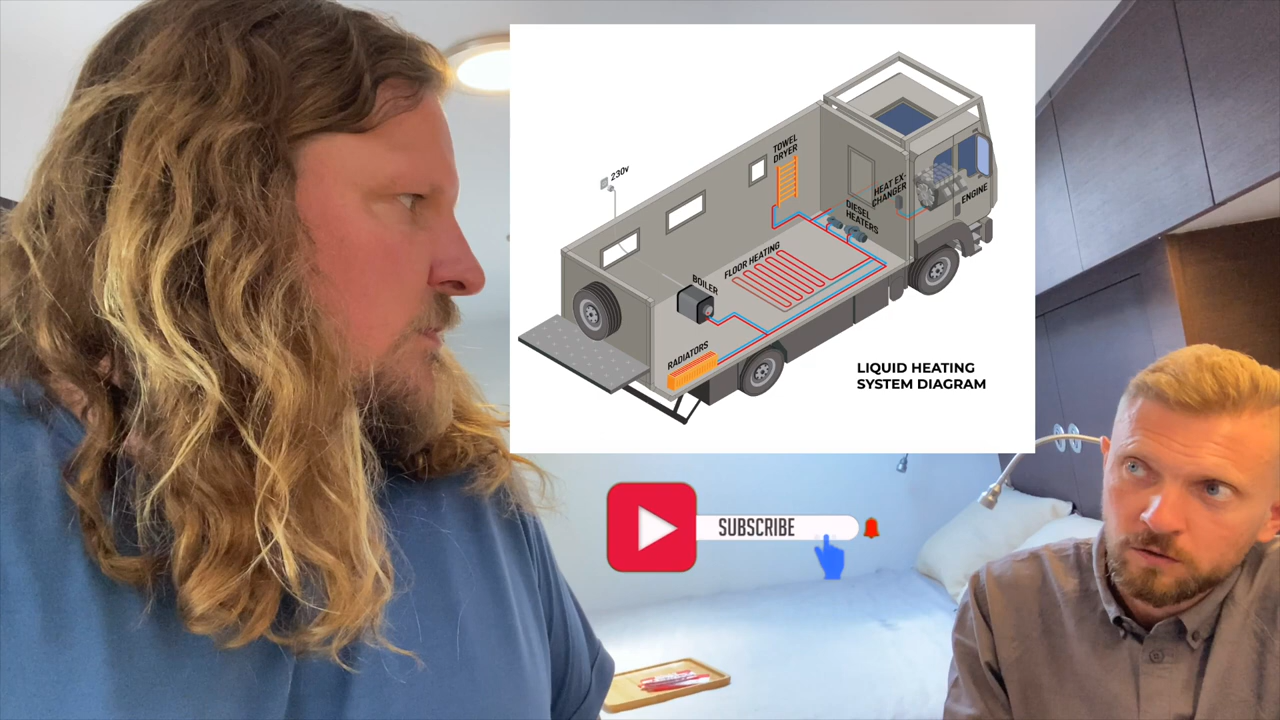 230v
TOWEL
DRYER
HEAT EX-
CHANGER
ENGINE
DIESEL
HEATERS
FLOOR HEATING
BOILER
RADIATORS
LIQUID HEATING
SYSTEM DIAGRAM
SUBSCRIBE